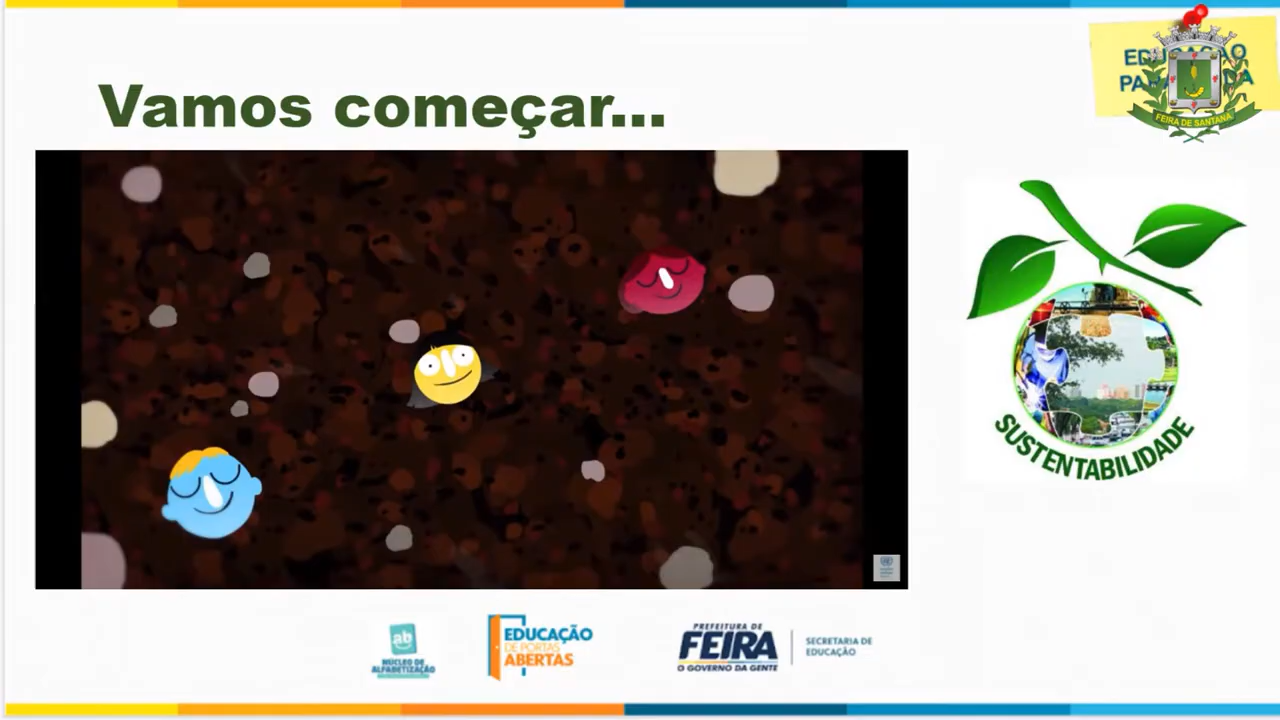 Vamos começar...
FEIRA DE SANTANA
SUSTENTABILIDADE
ab
NÚCLEO DE
ALFABETIZAÇÃO
EDUCAÇÃO
DE PORTAS
ABERTAS
PREFEITURA DE
FEIRA
O GOVERNO DA GENTE
SECRETARIA DE
EDUCAÇÃO